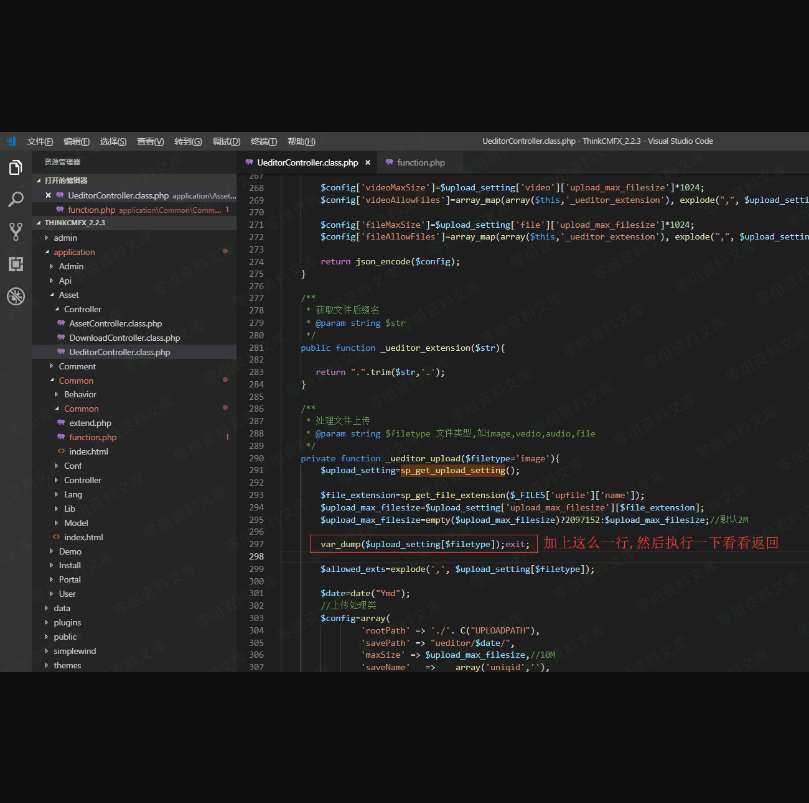 文件(F) 编辑(E) 选择(S) 查看(V) 转到(G) 调试(D) 终端(T) 帮助(H)
UeditorController.class.php - ThinkCMFX_2.2.3 - Visual Studio Code
资源管理器
打开的编辑器
× UeditorController.class.php application\Asset...
function.php application\Common\Comm... 1
THINKCMFX_2.2.3
admin
application
Admin
Api
Asset
Controller
AssetController.class.php
DownloadController.class.php
UeditorController.class.php
Comment
Common
Behavior
Common
extend.php
function.php 1
index.html
Conf
Controller
Lang
Lib
Model
index.html
Demo
Install
Portal
User
data
plugins
public
simplewind
themes
UeditorController.class.php ×
function.php
267
268 $config['videoMaxSize']=$upload_setting['video']['upload_max_filesize']*1024;
269 $config['videoAllowFiles']=array_map(array($this,'_ueditor_extension'), explode(",", $upload_settin
270
271 $config['fileMaxSize']=$upload_setting['file']['upload_max_filesize']*1024;
272 $config['fileAllowFiles']=array_map(array($this,'_ueditor_extension'), explode(",", $upload_setting
273
274 return json_encode($config);
275 }
276
277 /**
278 * 获取文件后缀名
279 * @param string $str
280 */
281 public function _ueditor_extension($str){
282
283 return ".".trim($str,'.');
284 }
285
286 /**
287 * 处理文件上传
288 * @param string $filetype 文件类型,如image,vedio,audio,file
289 */
290 private function _ueditor_upload($filetype='image'){
291 $upload_setting=sp_get_upload_setting();
292
293 $file_extension=sp_get_file_extension($_FILES['upfile']['name']);
294 $upload_max_filesize=$upload_setting['upload_max_filesize'][$file_extension];
295 $upload_max_filesize=empty($upload_max_filesize)?2097152:$upload_max_filesize;//默认2M
296
297 var_dump($upload_setting[$filetype]);exit; 加上这么一行,然后执行一下看看返回
298
299 $allowed_exts=explode(',', $upload_setting[$filetype]);
300
301 $date=date("Ymd");
302 //上传处理类
303 $config=array(
304 'rootPath' => './'. C("UPLOADPATH"),
305 'savePath' => "ueditor/$date/",
306 'maxSize' => $upload_max_filesize,//10M
307 'saveName' => array('uniqid',''),
零组资料文库